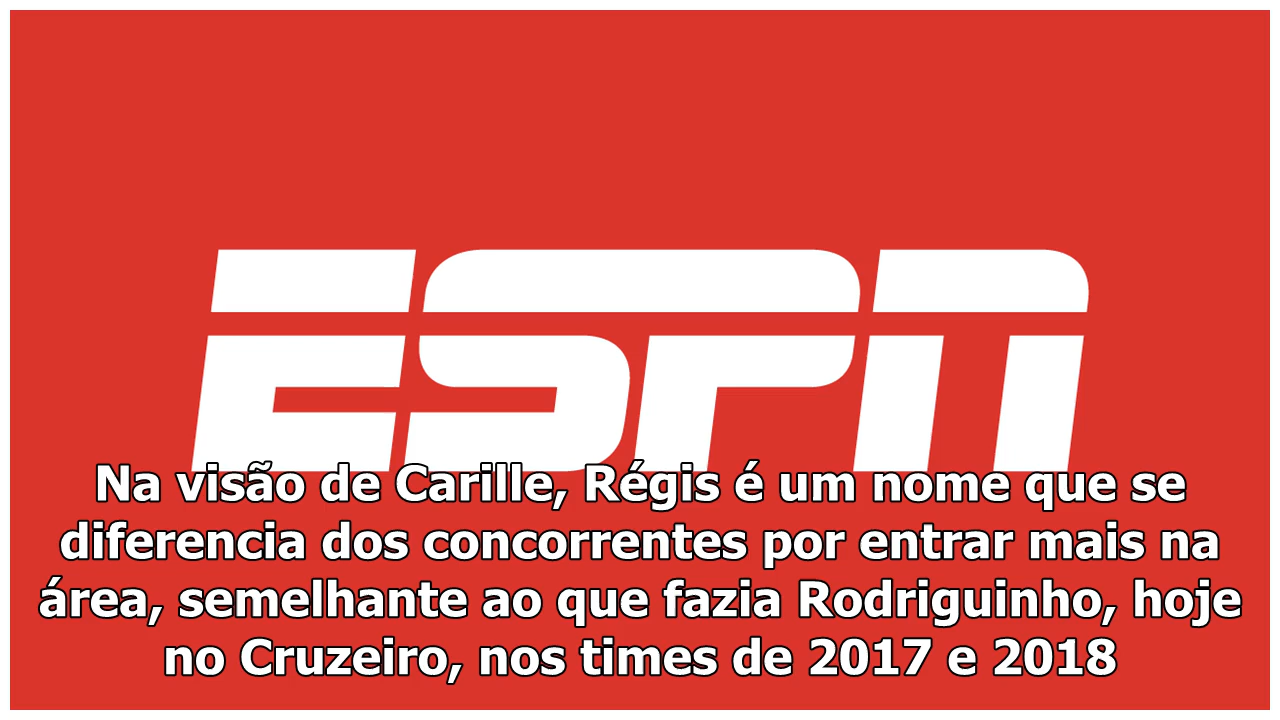 ESPN
Na visão de Carille, Régis é um nome que se
diferencia dos concorrentes por entrar mais na
área, semelhante ao que fazia Rodriguinho, hoje
no Cruzeiro, nos times de 2017 e 2018